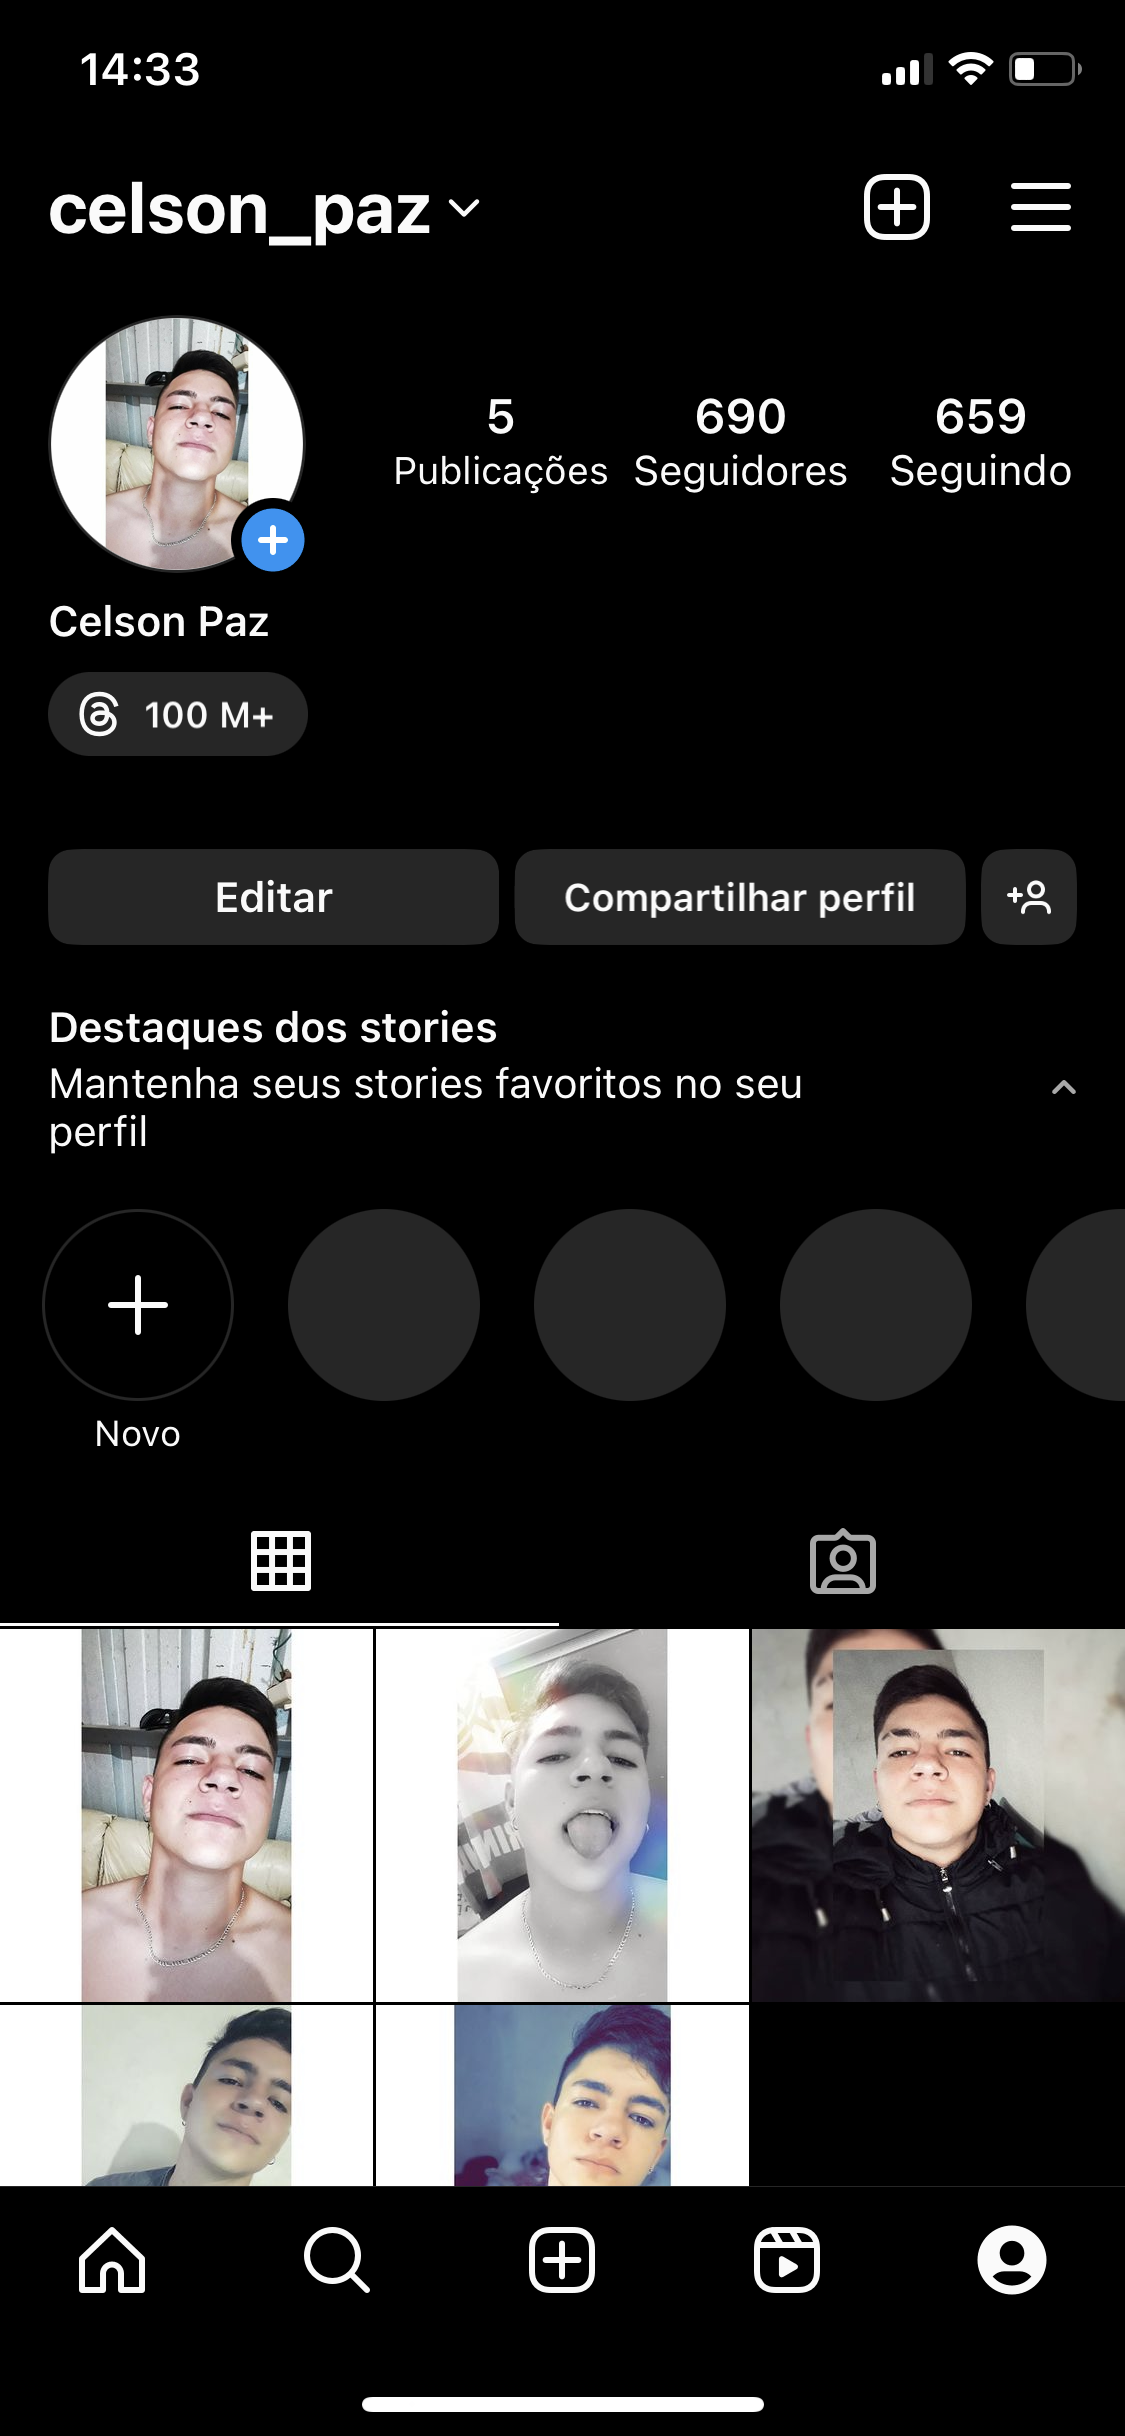 14:33
celson_paz
5
690
659
Publicações
Seguidores
Seguindo
Celson Paz
100 M+
Editar
Compartilhar perfil
Destaques dos stories
Mantenha seus stories favoritos no seu
perfil
Novo